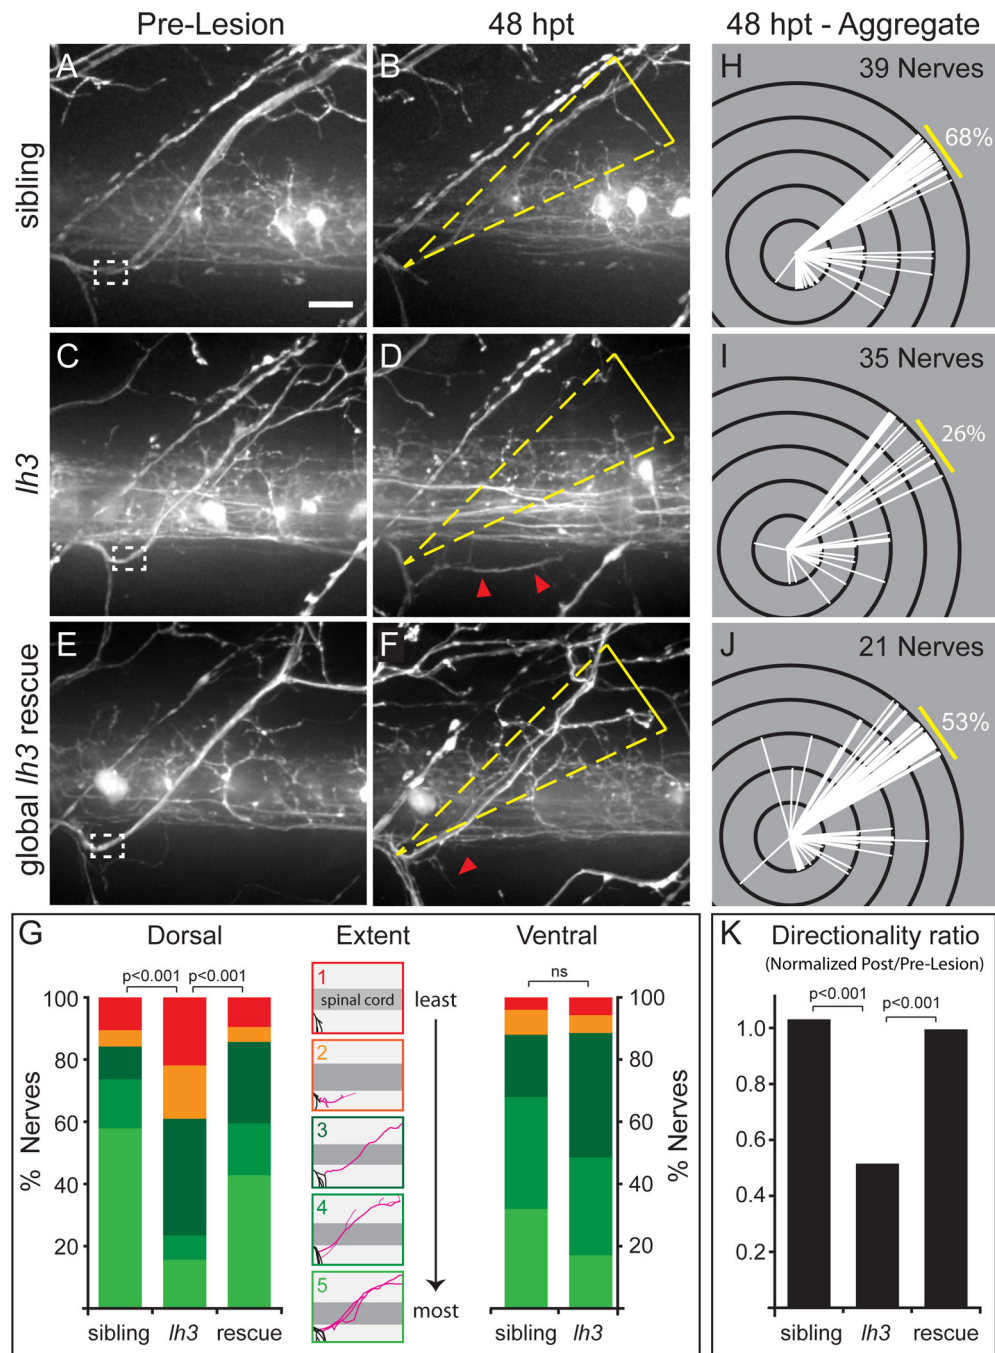 Pre-Lesion
48 hpt
48 hpt - Aggregate
sibling
A
B
H
39 Nerves
68%
lh3
C
D
I
35 Nerves
26%
global lh3 rescue
E
F
J
21 Nerves
53%
G
Dorsal
Extent
Ventral
p<0.001
p<0.001
ns
% Nerves
100
80
60
40
20
sibling
lh3
rescue
1
spinal cord
2
3
4
5
least
most
100
80
60
40
20
% Nerves
sibling
lh3
K
Directionality ratio
(Normalized Post/Pre-Lesion)
p<0.001
p<0.001
1.0
0.8
0.6
0.4
0.2
sibling
lh3
rescue